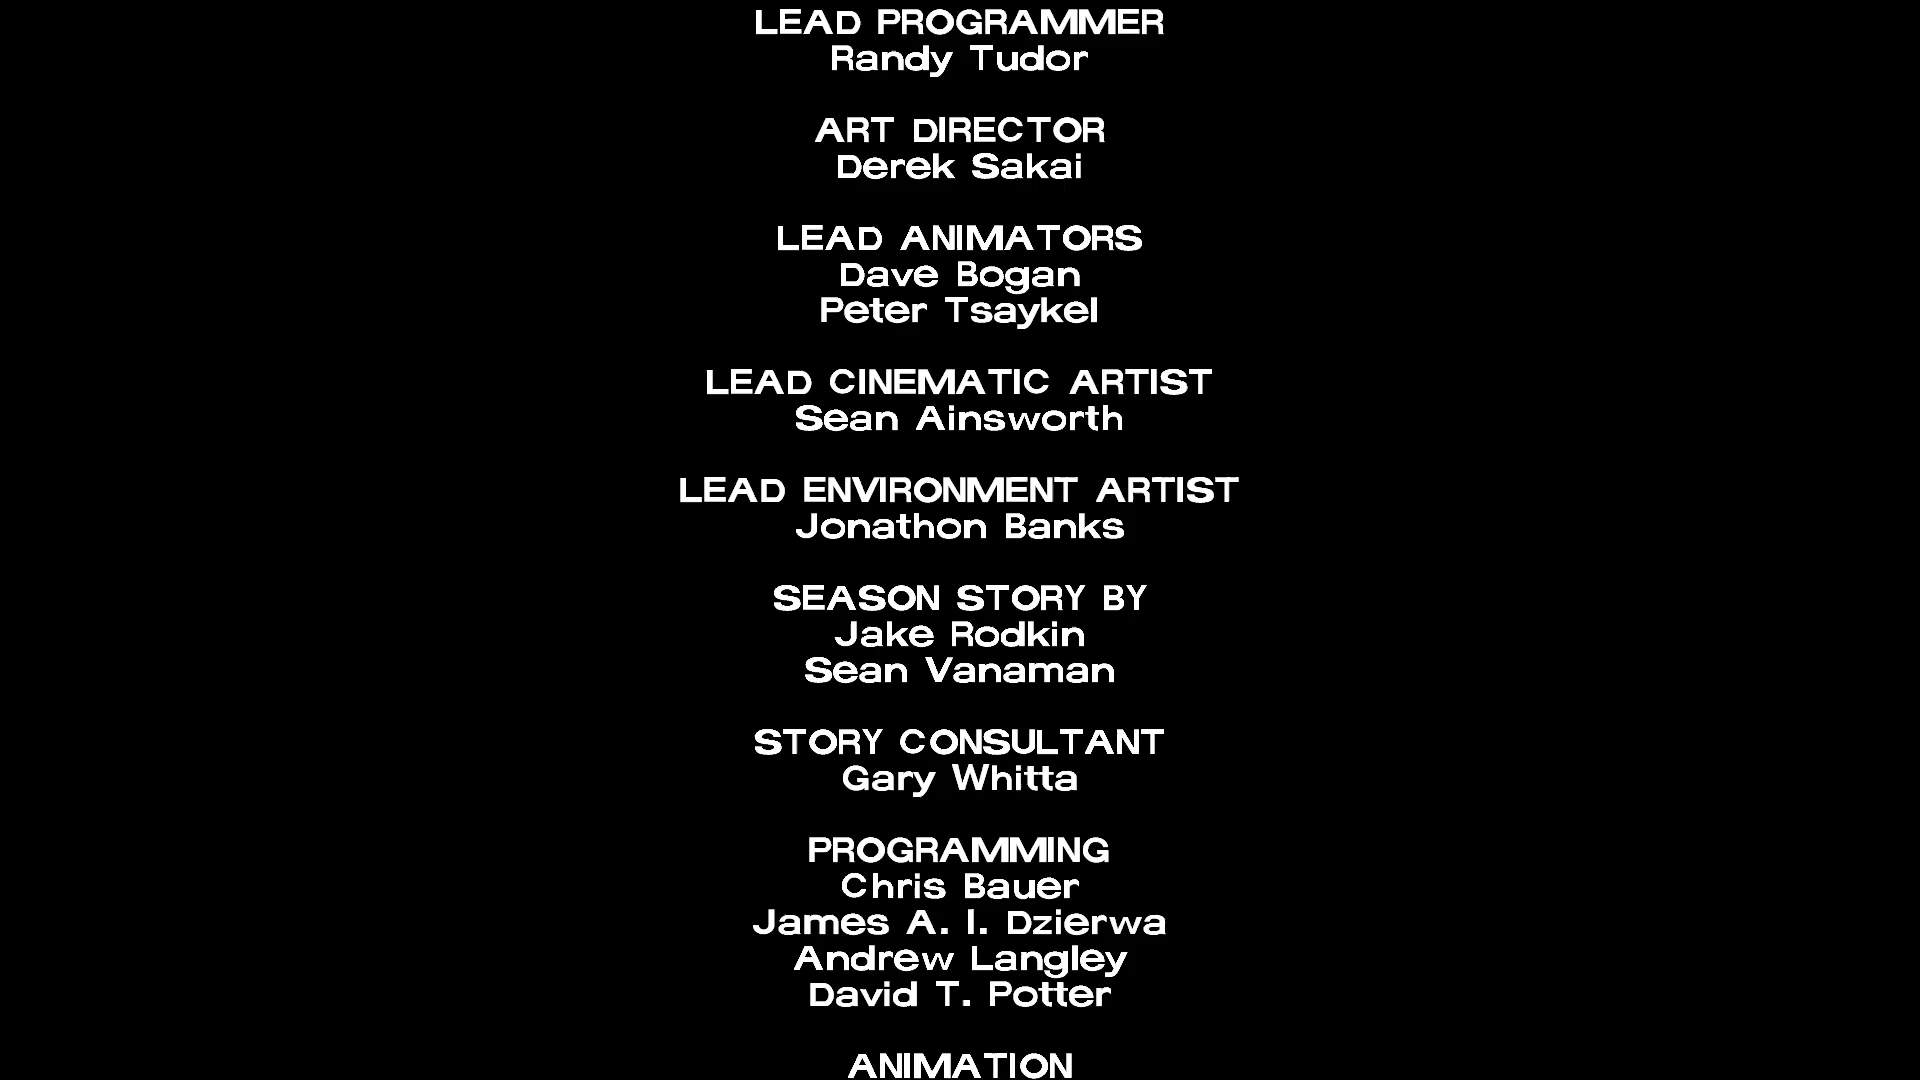 LEAD PROGRAMMER
Randy Tudor
ART DIRECTOR
Derek Sakai
LEAD ANIMATORS
Dave Bogan
Peter Tsaykel
LEAD CINEMATIC ARTIST
Sean Ainsworth
LEAD ENVIRONMENT ARTIST
Jonathon Banks
SEASON STORY BY
Jake Rodkin
Sean Vanaman
STORY CONSULTANT
Gary Whitta
PROGRAMMING
Chris Bauer
James A. I. Dzierwa
Andrew Langley
David T. Potter
ANIMATION